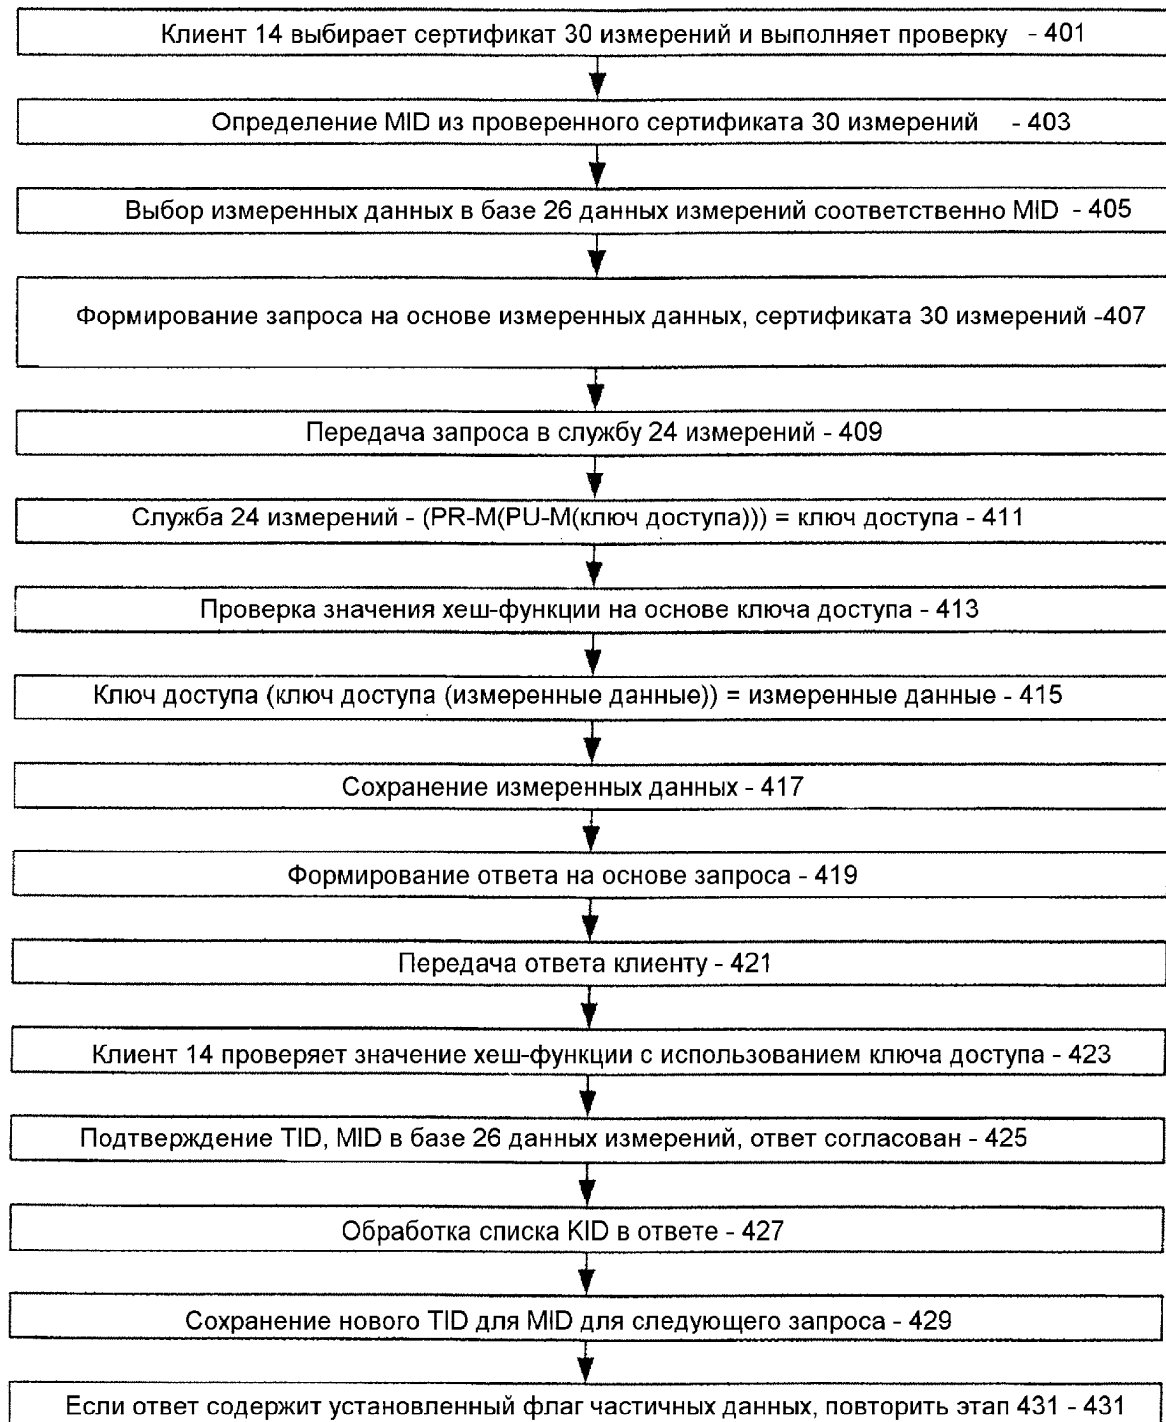 Клиент 14 выбирает сертификат 30 измерений и выполняет проверку - 401
Определение MID из проверенного сертификата 30 измерений - 403
Выбор измеренных данных в базе 26 данных измерений соответственно MID - 405
Формирование запроса на основе измеренных данных, сертификата 30 измерений -407
Передача запроса в службу 24 измерений - 409
Служба 24 измерений - (PR-M(PU-M(ключ доступа))) = ключ доступа - 411
Проверка значения хеш-функции на основе ключа доступа - 413
Ключ доступа (ключ доступа (измеренные данные)) = измеренные данные - 415
Сохранение измеренных данных - 417
Формирование ответа на основе запроса - 419
Передача ответа клиенту - 421
Клиент 14 проверяет значение хеш-функции с использованием ключа доступа - 423
Подтверждение TID, MID в базе 26 данных измерений, ответ согласован - 425
Обработка списка KID в ответе - 427
Сохранение нового TID для MID для следующего запроса - 429
Если ответ содержит установленный флаг частичных данных, повторить этап 431 - 431